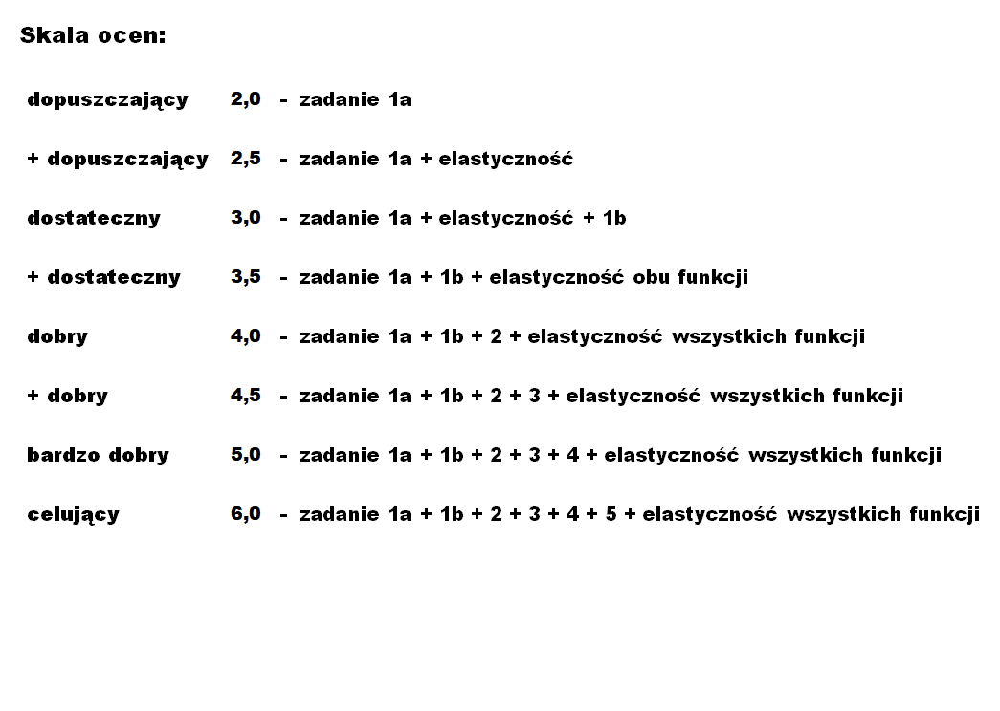 Skala ocen:
dopuszczający 2,0 - zadanie 1a
+ dopuszczający 2,5 - zadanie 1a + elastyczność
dostateczny 3,0 - zadanie 1a + elastyczność + 1b
+ dostateczny 3,5 - zadanie 1a + 1b + elastyczność obu funkcji
dobry 4,0 - zadanie 1a + 1b + 2 + elastyczność wszystkich funkcji
+ dobry 4,5 - zadanie 1a + 1b + 2 + 3 + elastyczność wszystkich funkcji
bardzo dobry 5,0 - zadanie 1a + 1b + 2 + 3 + 4 + elastyczność wszystkich funkcji
celujący 6,0 - zadanie 1a + 1b + 2 + 3 + 4 + 5 + elastyczność wszystkich funkcji